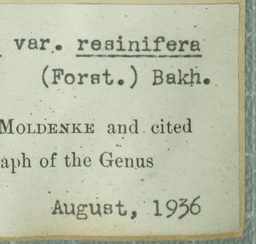 var. resinifera
(Forst.) Bakh.
MOLDENKE and cited
aph of the Genus
August, 1936